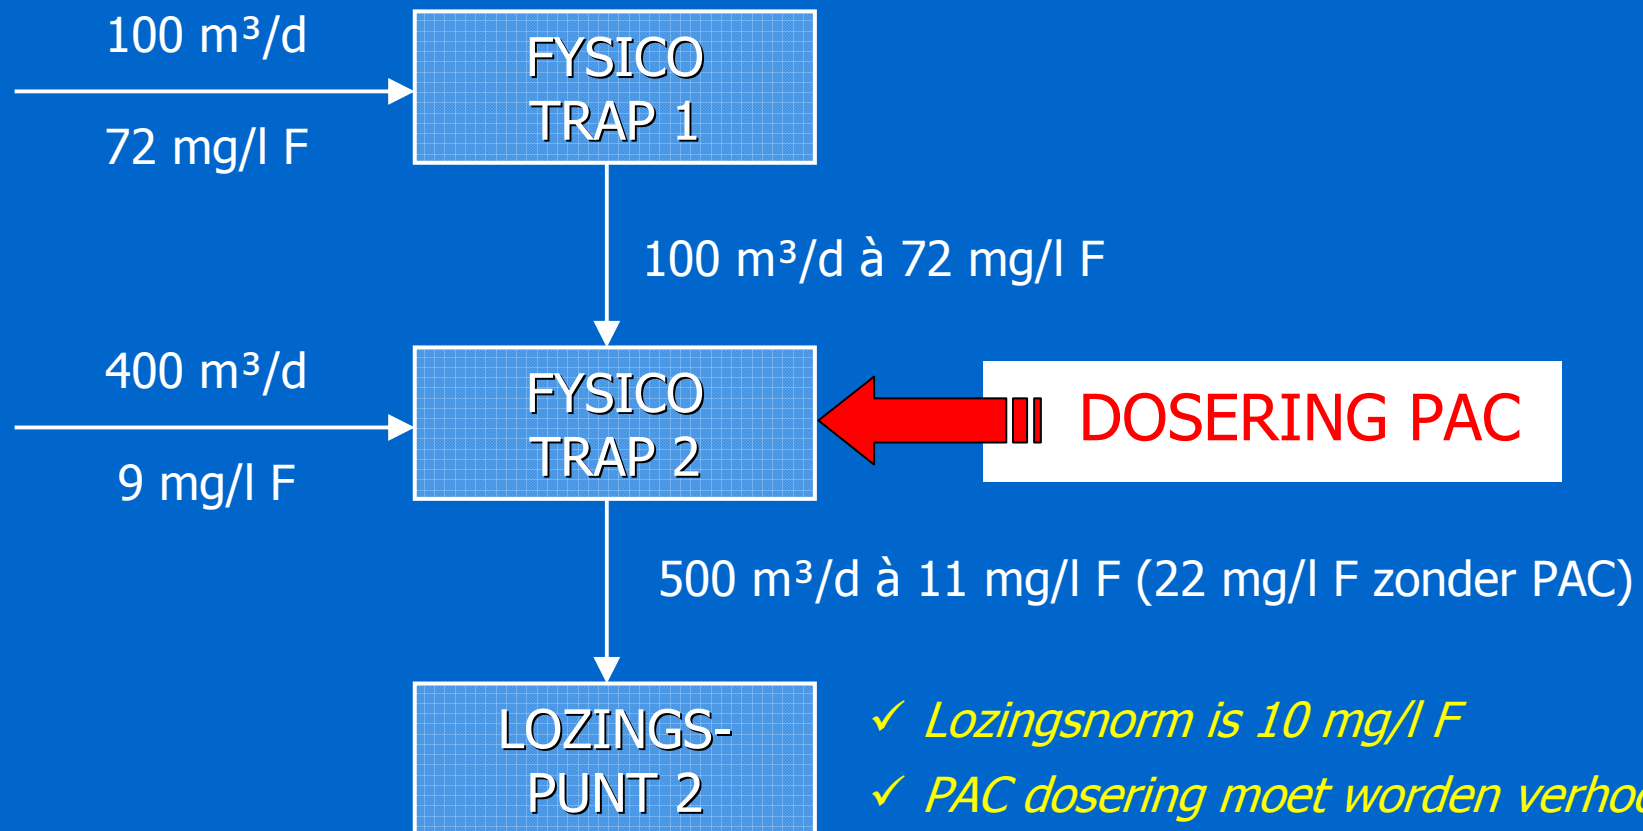 100 m³/d
72 mg/l F
FYSICO
TRAP 1
100 m³/d à 72 mg/l F
400 m³/d
9 mg/l F
FYSICO
TRAP 2
DOSERING PAC
500 m³/d à 11 mg/l F (22 mg/l F zonder PAC)
LOZINGS-
PUNT 2
✓ Lozingsnorm is 10 mg/l F
✓ PAC dosering moet worden